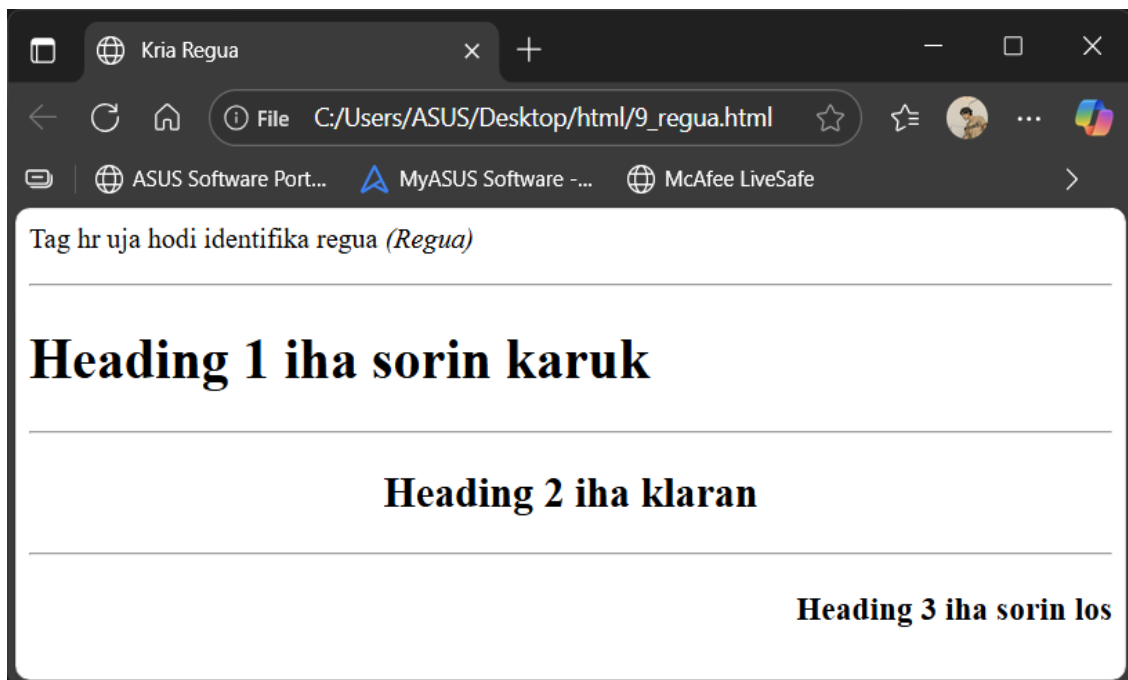 Kria Regua
File C:/Users/ASUS/Desktop/html/9_regua.html
ASUS Software Port... MyASUS Software -... McAfee LiveSafe
Tag hr uja hodi identifika regua (Regua)
Heading 1 iha sorin karuk
Heading 2 iha klaran
Heading 3 iha sorin los